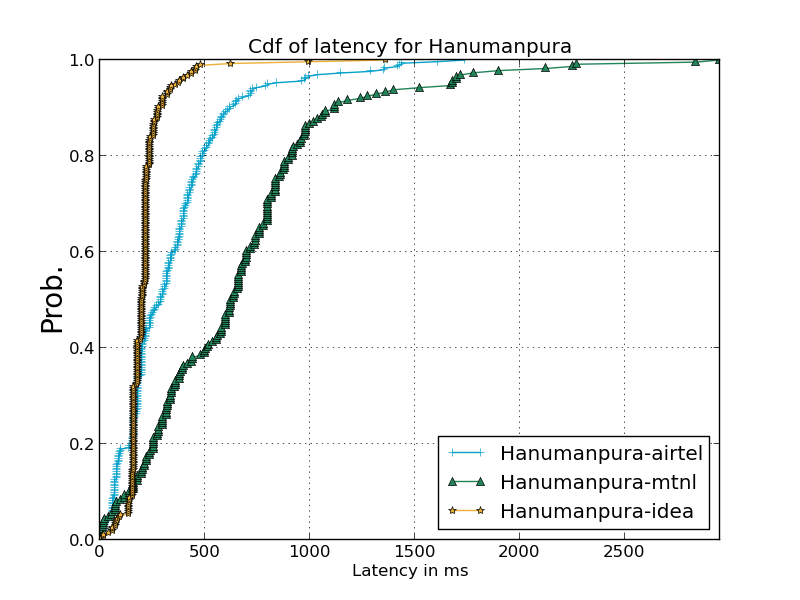 Cdf of latency for Hanumanpura
1.0
0.8
0.6
0.4
0.2
0.0
Prob.
Hanumanpura-airtel
Hanumanpura-mtnl
Hanumanpura-idea
0 500 1000 1500 2000 2500
Latency in ms